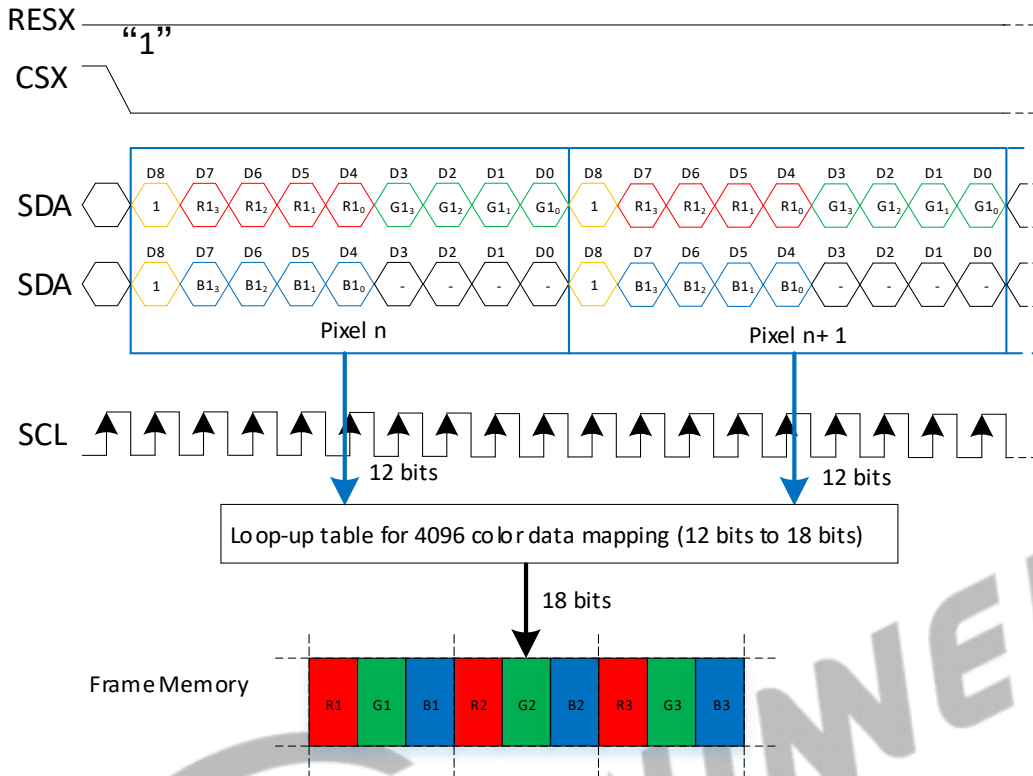 RESX
“1”
CSX
D8 D7 D6 D5 D4 D3 D2 D1 D0 D8 D7 D6 D5 D4 D3 D2 D1 D0
SDA 1 R1₃ R1₂ R1₁ R1₀ G1₃ G1₂ G1₁ G1₀ 1 R1₃ R1₂ R1₁ R1₀ G1₃ G1₂ G1₁ G1₀
D8 D7 D6 D5 D4 D3 D2 D1 D0 D8 D7 D6 D5 D4 D3 D2 D1 D0
SDA 1 B1₃ B1₂ B1₁ B1₀ - - - - 1 B1₃ B1₂ B1₁ B1₀ - - - -
Pixel n Pixel n+ 1
SCL
12 bits 12 bits
Loop-up table for 4096 color data mapping (12 bits to 18 bits)
18 bits
Frame Memory
R1 G1 B1 R2 G2 B2 R3 G3 B3